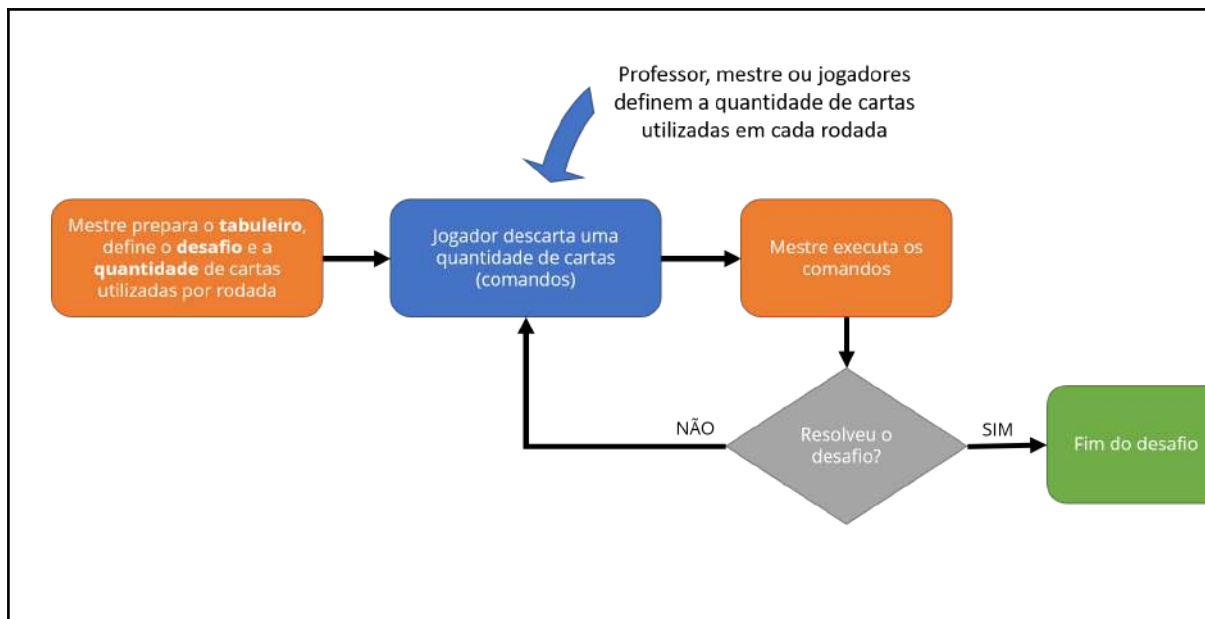 Professor, mestre ou jogadores
definem a quantidade de cartas
utilizadas em cada rodada
Mestre prepara o tabuleiro,
define o desafio e a
quantidade de cartas
utilizadas por rodada
Jogador descarta uma
quantidade de cartas
(comandos)
Mestre executa os
comandos
NÃO
Resolveu o
desafio?
SIM
Fim do desafio